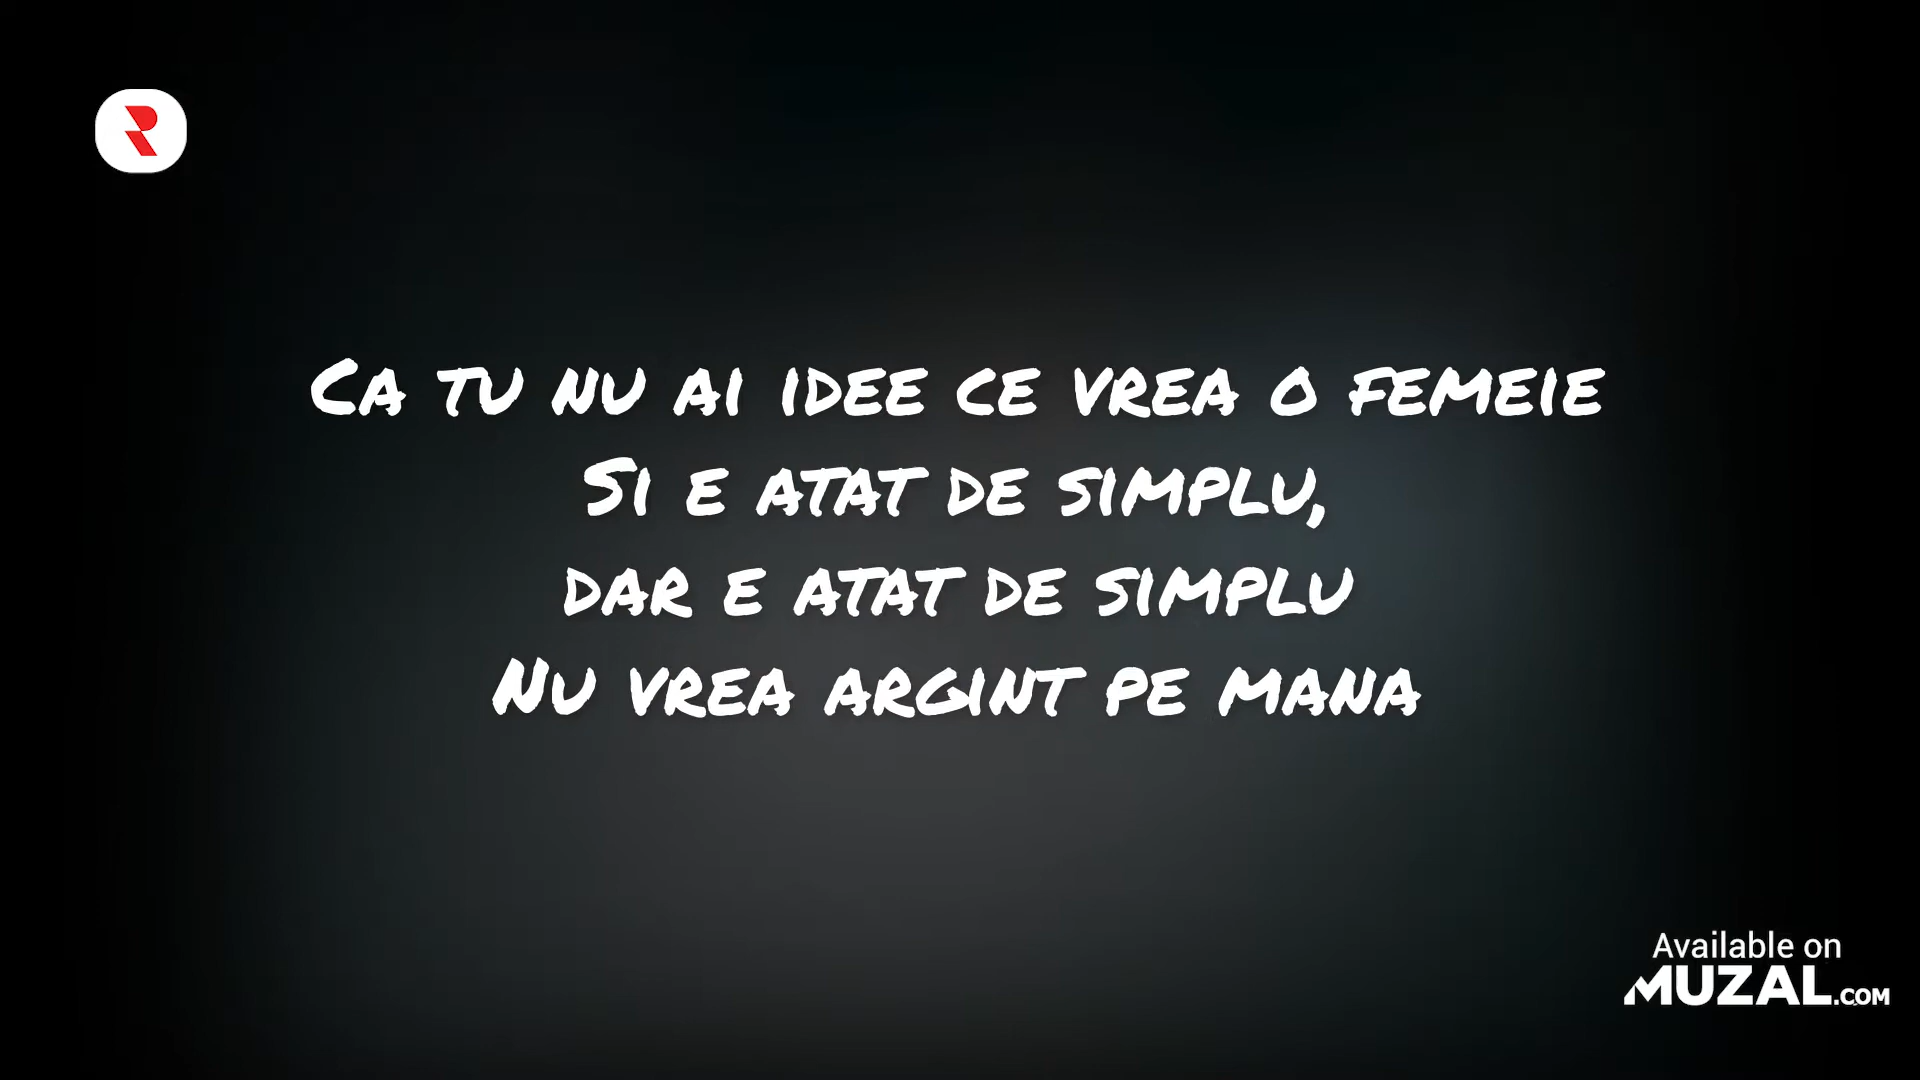 Ca tu nu ai idee ce vrea o femeie
Si e atat de simplu,
dar e atat de simplu
Nu vrea argint pe mana
Available on
MUZAL.COM